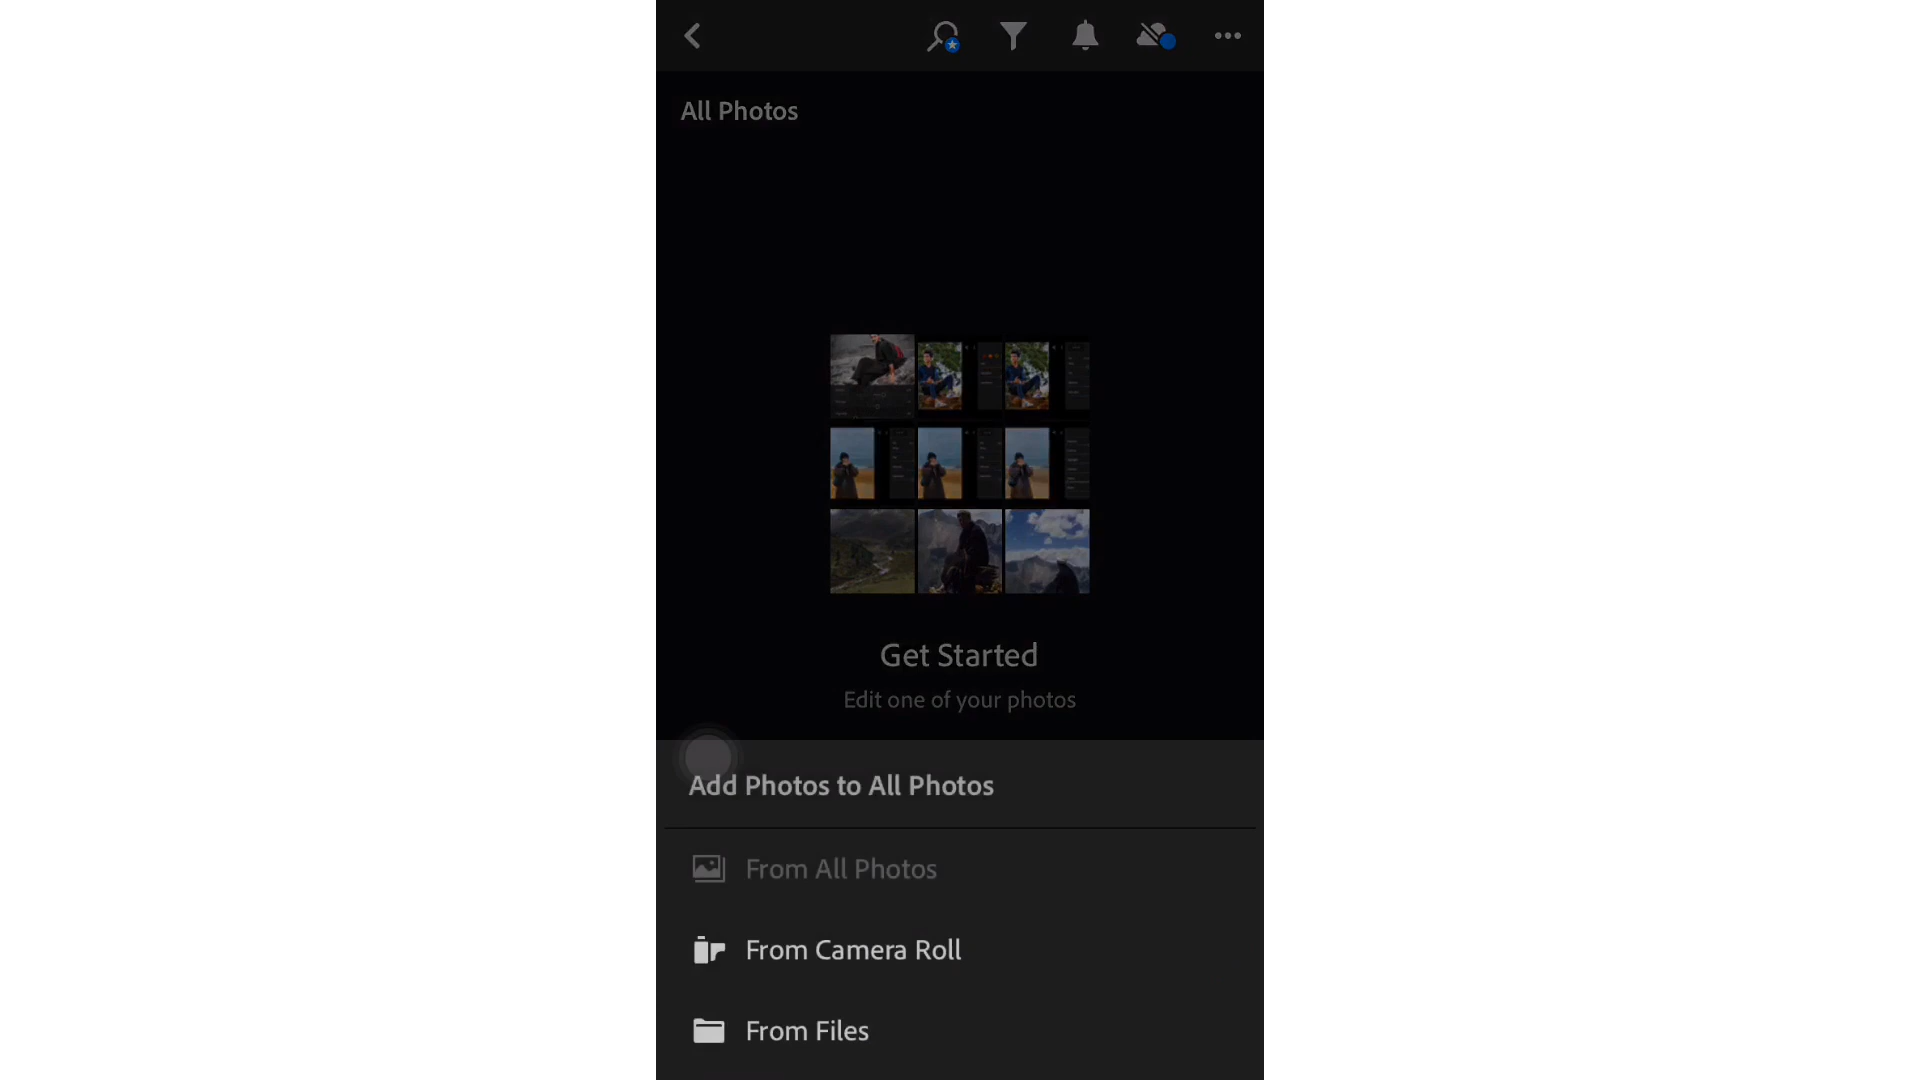 All Photos
Get Started
Edit one of your photos
Add Photos to All Photos
From All Photos
From Camera Roll
From Files